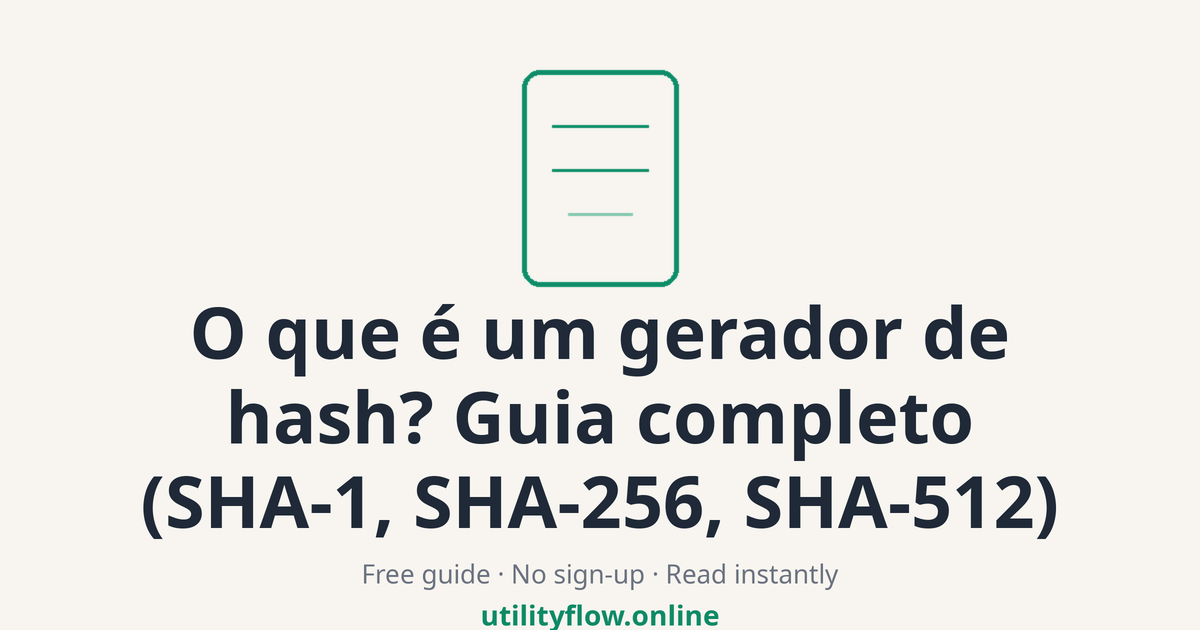 O que é um gerador de
hash? Guia completo
(SHA-1, SHA-256, SHA-512)
Free guide · No sign-up · Read instantly
utilityflow.online